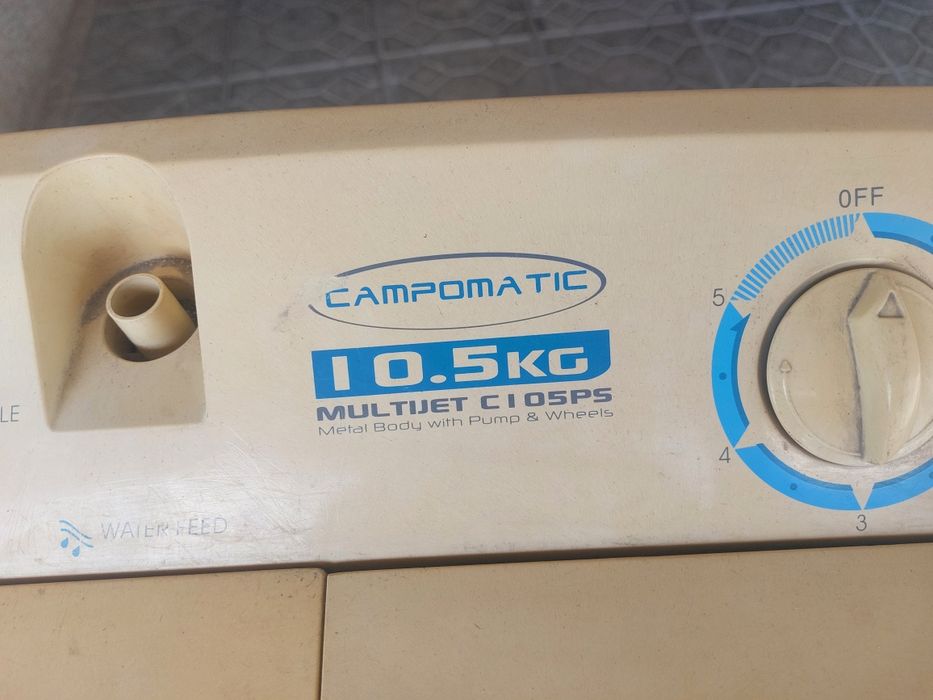 OFF
CAMPOMATIC
5
10.5KG
MULTIJET C105PS
Metal Body with Pump & Wheels
LE
4
3
WATER FEED